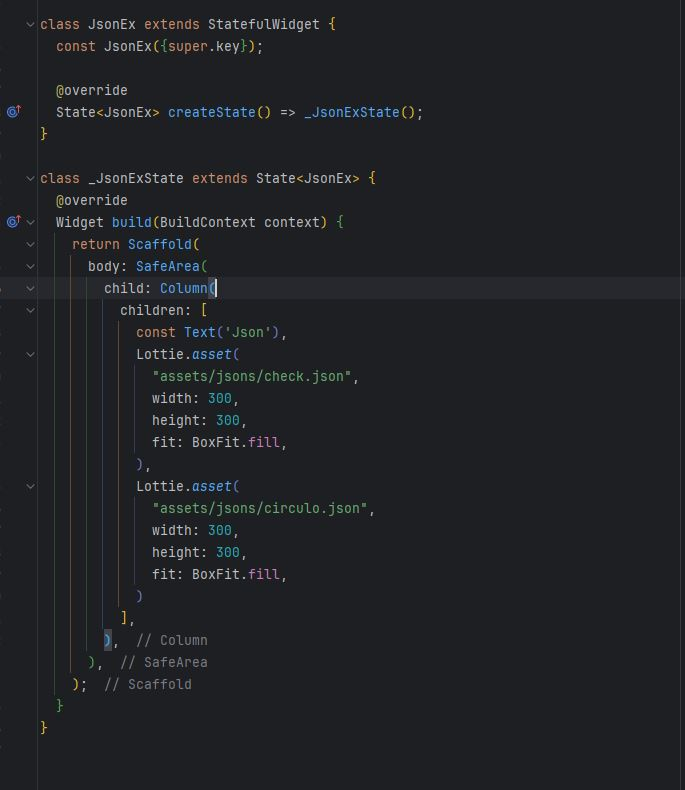 class JsonEx extends StatefulWidget {
  const JsonEx({super.key});

  @override
  State<JsonEx> createState() => _JsonExState();
}

class _JsonExState extends State<JsonEx> {
  @override
  Widget build(BuildContext context) {
    return Scaffold(
      body: SafeArea(
        child: Column(
          children: [
            const Text('Json'),
            Lottie.asset(
              "assets/jsons/check.json",
              width: 300,
              height: 300,
              fit: BoxFit.fill,
            ),
            Lottie.asset(
              "assets/jsons/circulo.json",
              width: 300,
              height: 300,
              fit: BoxFit.fill,
            )
          ],
        ),  // Column
      ),  // SafeArea
    );  // Scaffold
  }
}